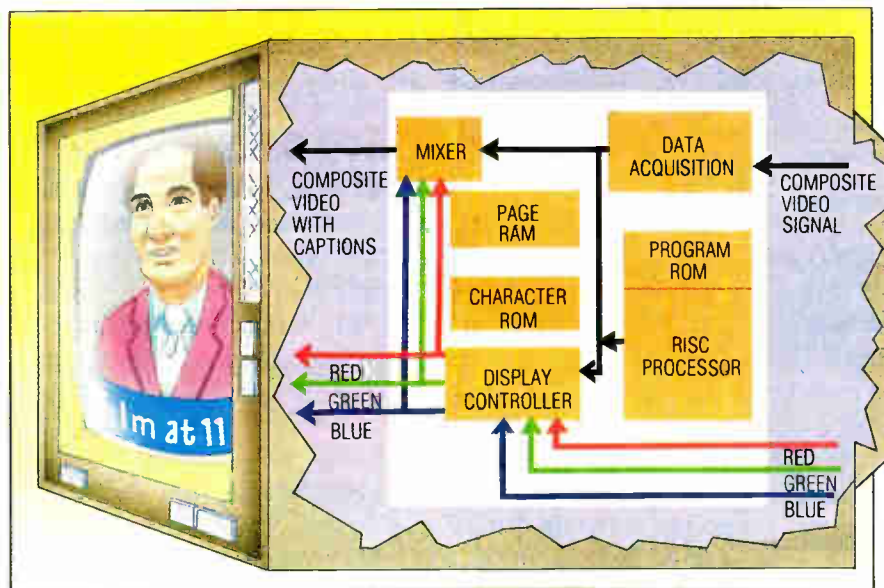 MIXER
DATA
ACQUISITION
COMPOSITE
VIDEO
WITH
CAPTIONS
COMPOSITE
VIDEO
SIGNAL
PAGE
RAM
PROGRAM
ROM
CHARACTER
ROM
RISC
PROCESSOR
DISPLAY
CONTROLLER
RED
GREEN
BLUE
lm at 11
RED
GREEN
BLUE